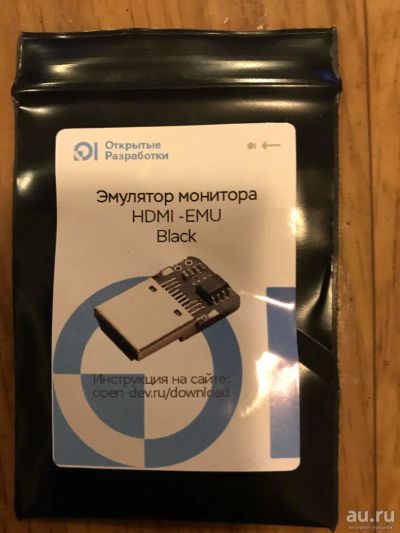 Открытые
Разработки
Эмулятор монитора
HDMI -EMU
Black
Инструкция на сайте:
open-dev.ru/download
au.ru